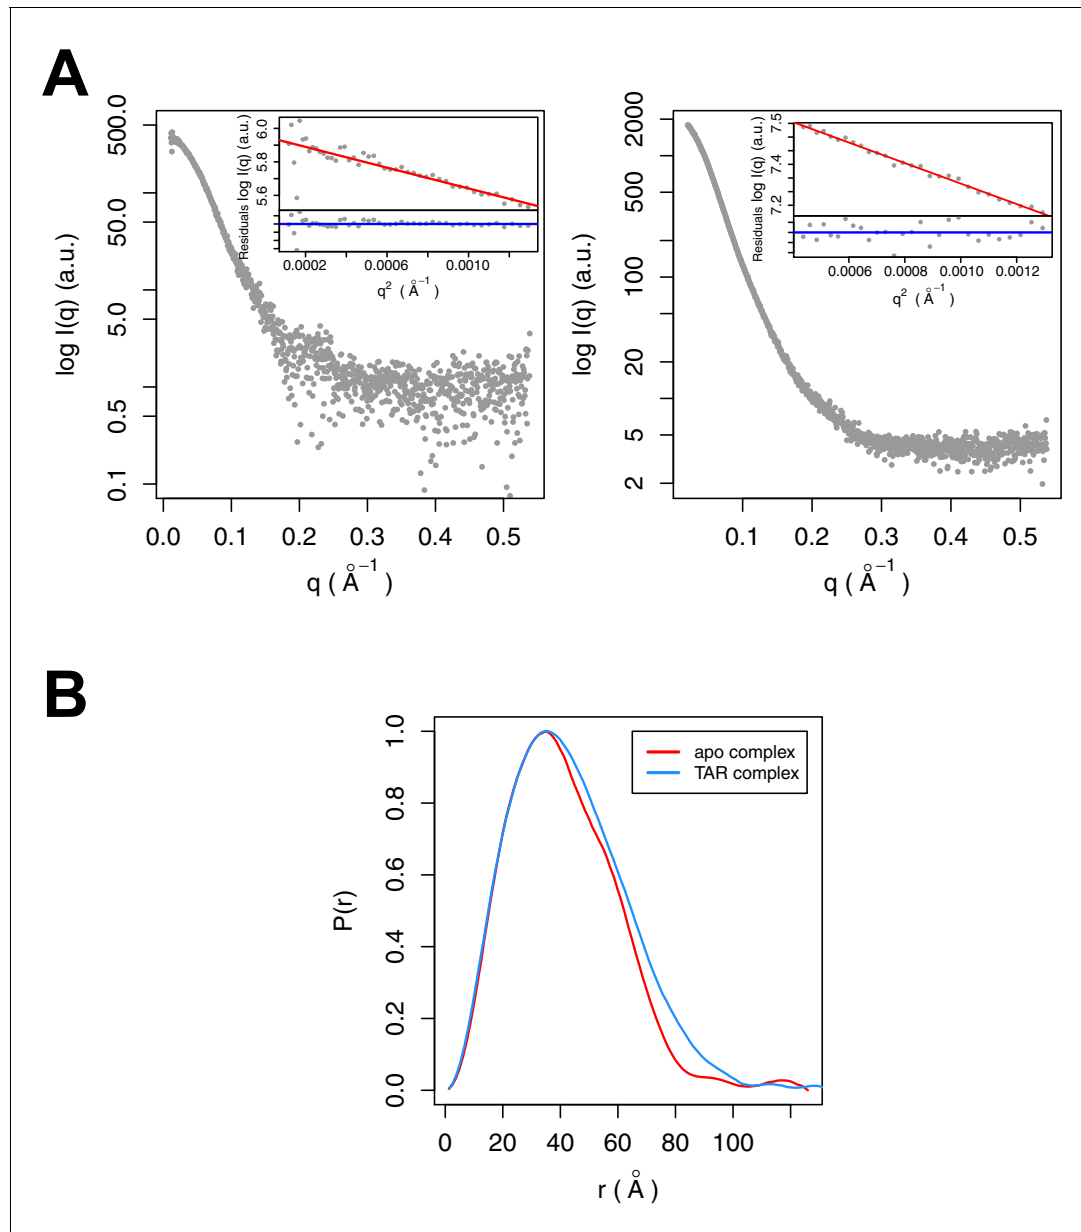 A
500.0
50.0
5.0
0.5
0.1
log I(q) (a.u.)
0.0 0.1 0.2 0.3 0.4 0.5
q ( Å−1 )
Residuals log I(q) (a.u.)
6.0
5.8
5.6
0.0002 0.0006 0.0010
q2 ( Å−1 )
2000
500
100
20
5
2
log I(q) (a.u.)
0.1 0.2 0.3 0.4 0.5
q ( Å−1 )
Residuals log I(q) (a.u.)
7.5
7.4
7.2
0.0006 0.0008 0.0010 0.0012
q2 ( Å−1 )
B
1.0
0.8
0.6
0.4
0.2
0.0
P(r)
apo complex
TAR complex
0 20 40 60 80 100
r ( Å )